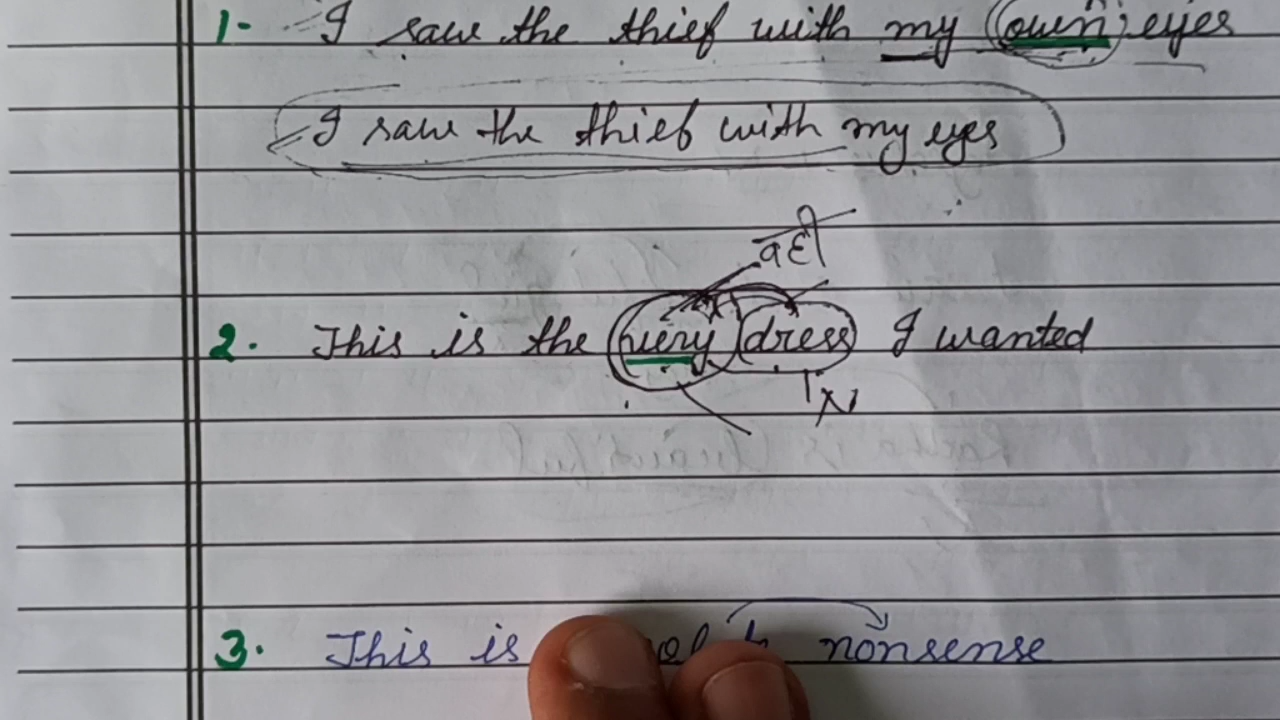 1- I saw the thief with my own eyes
I saw the thief with my eyes
वही
2. This is the very dress I wanted
3. This is nonsense